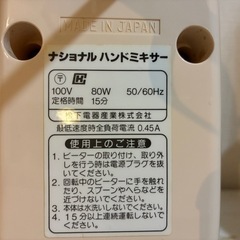 MADE IN JAPAN
ナショナル ハンドミキサー
〒
100V 80W 50/60Hz
定格時間 15分
松下電器産業株式会社
最低速度時全負荷電流 0.45A
使用上のご注意
1.ビーターの取り付け、取り外し
を行う時は電源プラグを抜い
てください。
2.回転中のビーターに手を触れ
たり、スプーンやへらなどを
近づけないでください。
3.本体は水洗いしないでください。
4.15分以上連続運転しないで
ください。